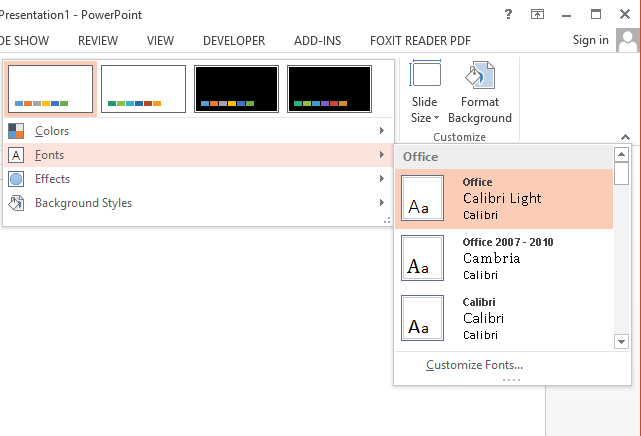 Presentation1 - PowerPoint
?
DE SHOW REVIEW VIEW DEVELOPER ADD-INS FOXIT READER PDF Sign in
Colors
A Fonts
Effects
Background Styles
Slide Size
Format Background
Customize
Office
Aa
Office
Calibri Light
Calibri
Aa
Office 2007 - 2010
Cambria
Calibri
Aa
Calibri
Calibri
Calibri
Customize Fonts...